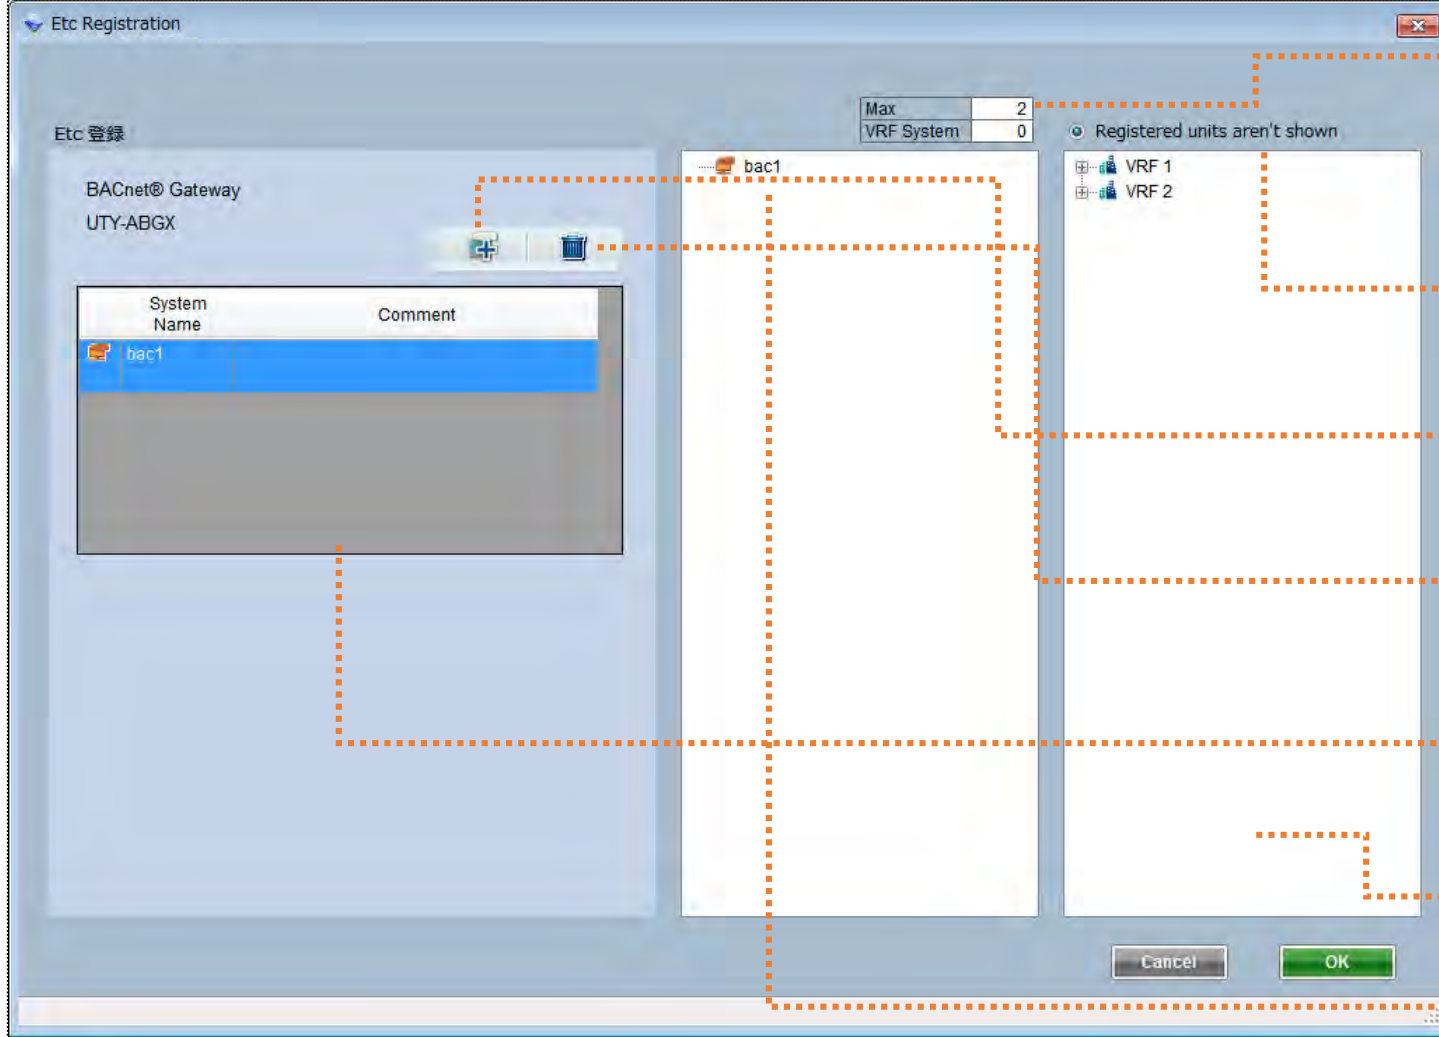 Etc Registration
Max 2
VRF System 0
Etc 登録
Registered units aren't shown
BACnet® Gateway
UTY-ABGX
System
Name
Comment
bac1
bac1
VRF 1
VRF 2
Cancel
OK